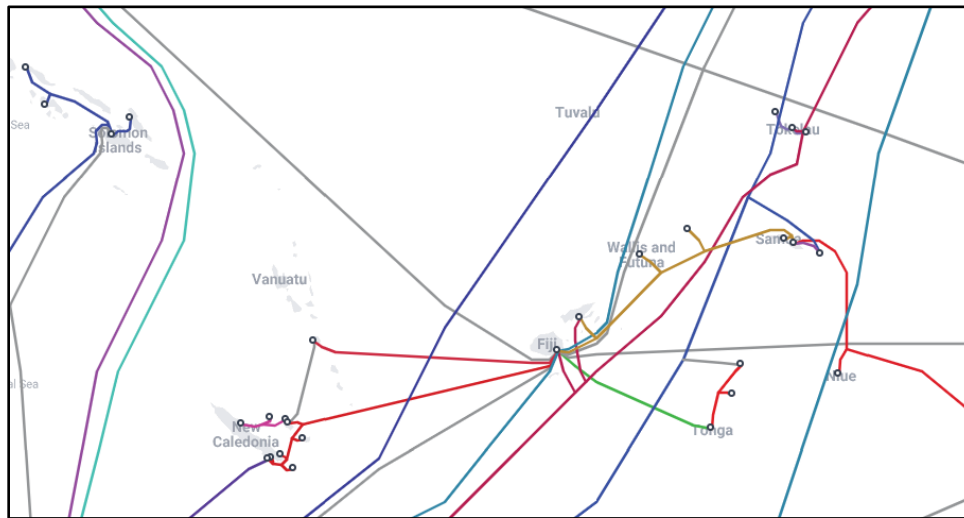 Tuvalu
Sea
Solomon
Islands
Tokelau
Samoa
Wallis and
Futuna
Vanuatu
Fiji
al Sea
Niue
New
Caledonia
Tonga